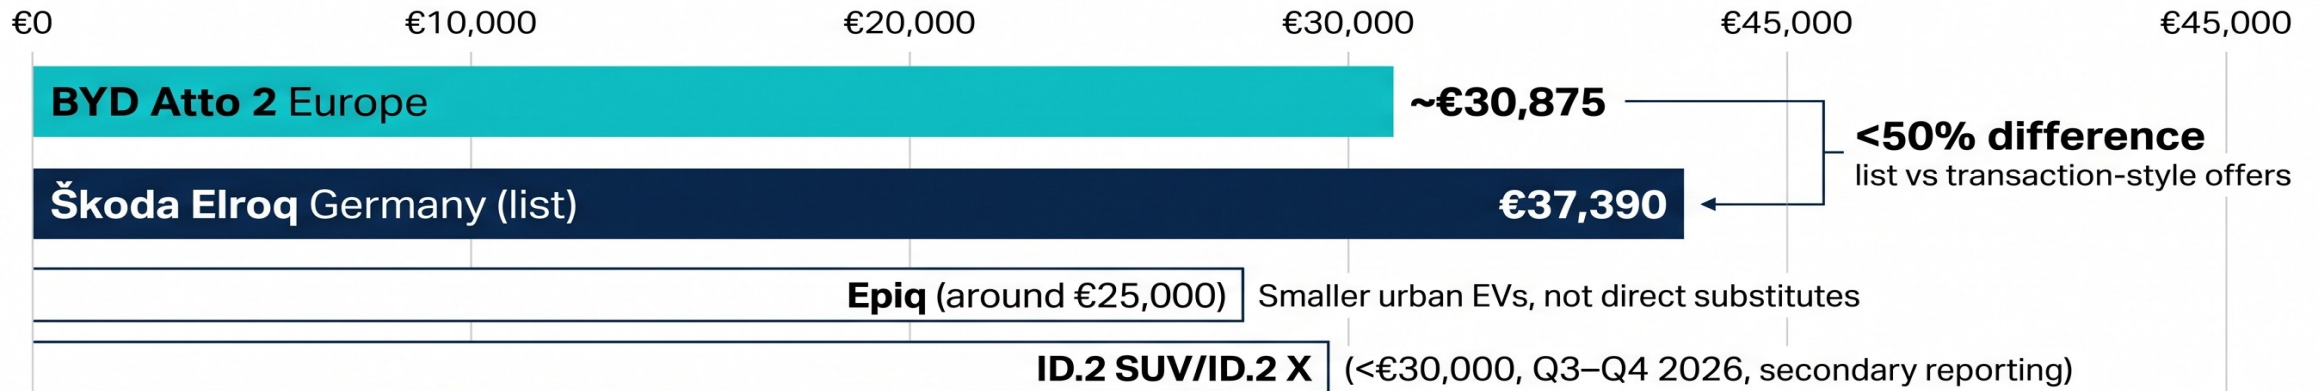 €0 €10,000 €20,000 €30,000 €45,000 €45,000
BYD Atto 2 Europe ~€30,875
<50% difference
list vs transaction-style offers
Škoda Elroq Germany (list) €37,390
Epiq (around €25,000) Smaller urban EVs, not direct substitutes
ID.2 SUV/ID.2 X (<€30,000, Q3–Q4 2026, secondary reporting)